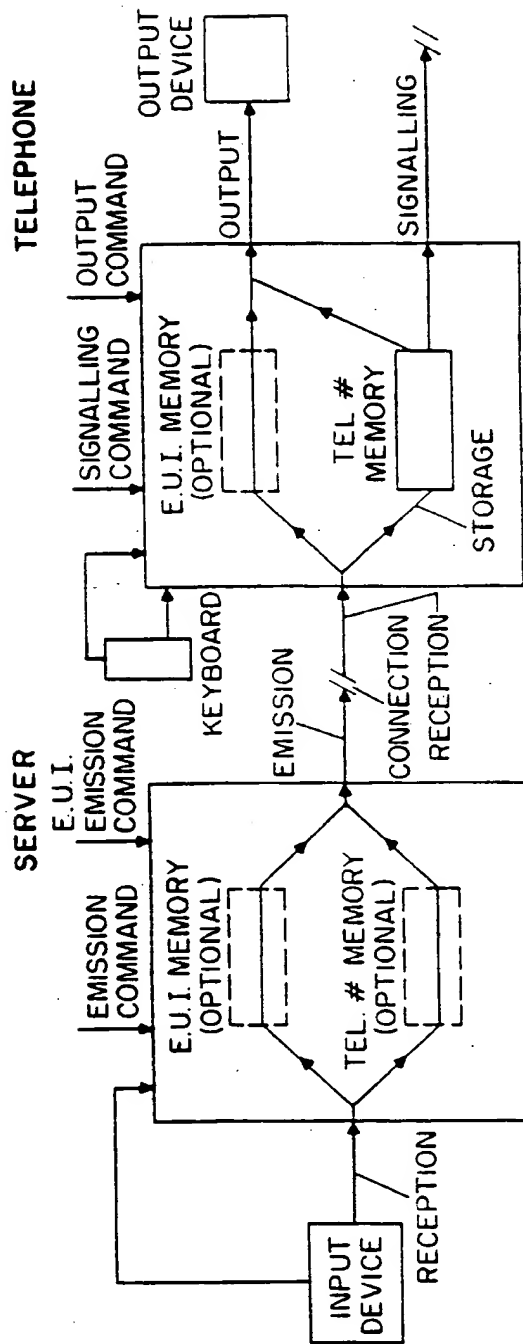 SERVER
E.U.I.
EMISSION
COMMAND
EMISSION
COMMAND
E.U.I. MEMORY
(OPTIONAL)
TEL. # MEMORY
(OPTIONAL)
INPUT
DEVICE
RECEPTION
EMISSION
CONNECTION
RECEPTION
TELEPHONE
KEYBOARD
SIGNALLING
COMMAND
OUTPUT
COMMAND
E.U.I. MEMORY
(OPTIONAL)
TEL #
MEMORY
STORAGE
OUTPUT
OUTPUT
DEVICE
SIGNALLING